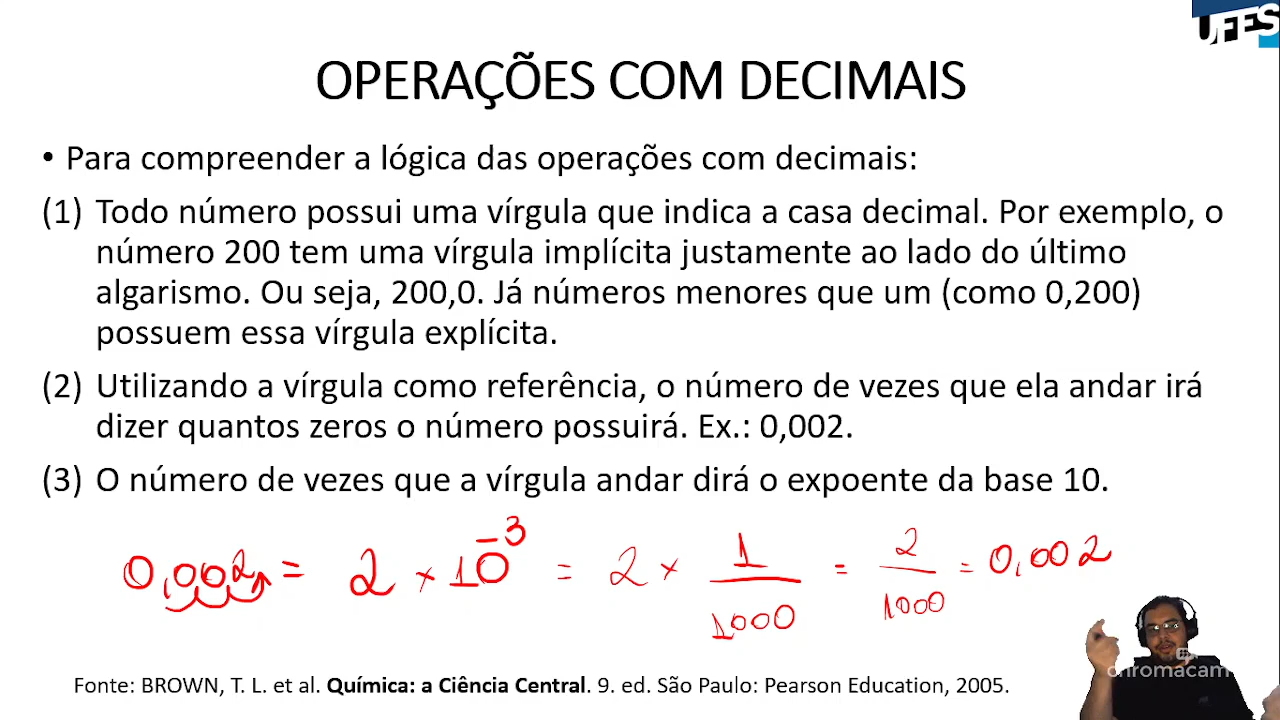 UFES
OPERAÇÕES COM DECIMAIS
• Para compreender a lógica das operações com decimais:
(1) Todo número possui uma vírgula que indica a casa decimal. Por exemplo, o
número 200 tem uma vírgula implícita justamente ao lado do último
algarismo. Ou seja, 200,0. Já números menores que um (como 0,200)
possuem essa vírgula explícita.
(2) Utilizando a vírgula como referência, o número de vezes que ela andar irá
dizer quantos zeros o número possuirá. Ex.: 0,002.
(3) O número de vezes que a vírgula andar dirá o expoente da base 10.
0,002 = 2 × 10⁻³ = 2 × 1/1000 = 2/1000 = 0,002
chromacam
Fonte: BROWN, T. L. et al. Química: a Ciência Central. 9. ed. São Paulo: Pearson Education, 2005.